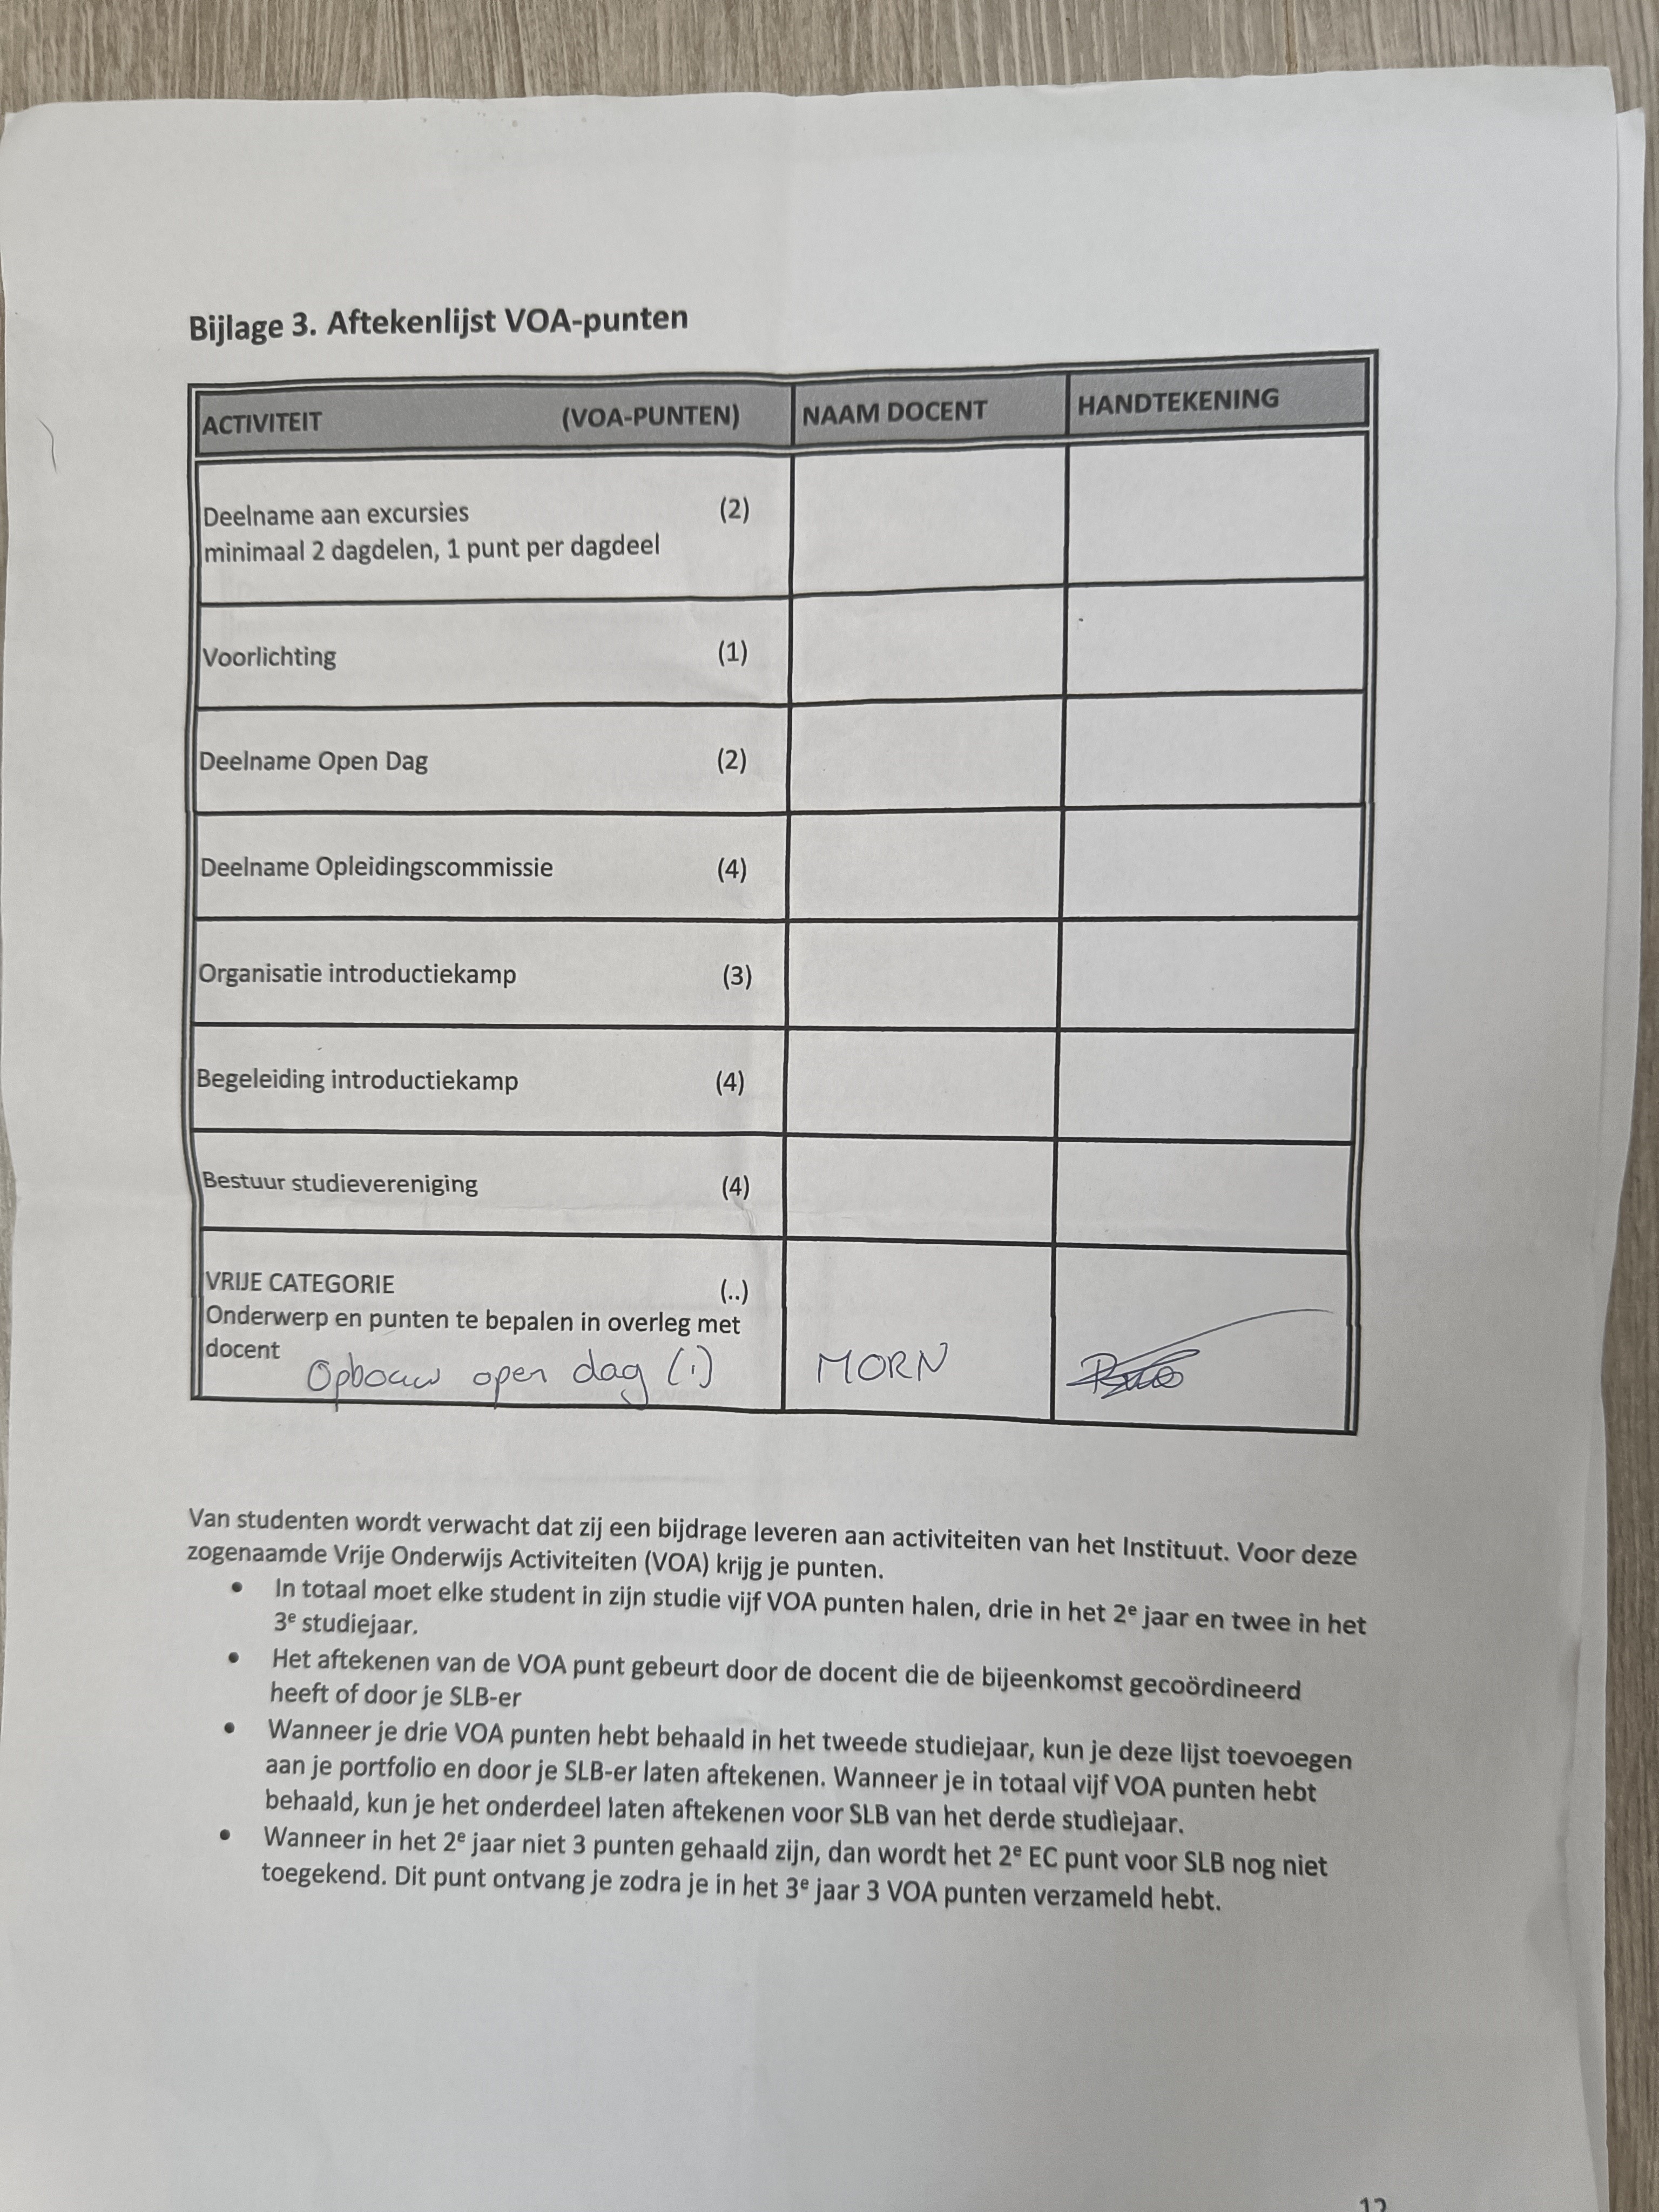 Bijlage 3. Aftekenlijst VOA-punten
ACTIVITEIT (VOA-PUNTEN) NAAM DOCENT HANDTEKENING
Deelname aan excursies (2)
minimaal 2 dagdelen, 1 punt per dagdeel
Voorlichting (1)
Deelname Open Dag (2)
Deelname Opleidingscommissie (4)
Organisatie introductiekamp (3)
Begeleiding introductiekamp (4)
Bestuur studievereniging (4)
VRIJE CATEGORIE (..)
Onderwerp en punten te bepalen in overleg met
docent
Opbouw open dag (1) MORN
Van studenten wordt verwacht dat zij een bijdrage leveren aan activiteiten van het Instituut. Voor deze
zogenaamde Vrije Onderwijs Activiteiten (VOA) krijg je punten.
• In totaal moet elke student in zijn studie vijf VOA punten halen, drie in het 2e jaar en twee in het
3e studiejaar.
• Het aftekenen van de VOA punt gebeurt door de docent die de bijeenkomst gecoördineerd
heeft of door je SLB-er
• Wanneer je drie VOA punten hebt behaald in het tweede studiejaar, kun je deze lijst toevoegen
aan je portfolio en door je SLB-er laten aftekenen. Wanneer je in totaal vijf VOA punten hebt
behaald, kun je het onderdeel laten aftekenen voor SLB van het derde studiejaar.
• Wanneer in het 2e jaar niet 3 punten gehaald zijn, dan wordt het 2e EC punt voor SLB nog niet
toegekend. Dit punt ontvang je zodra je in het 3e jaar 3 VOA punten verzameld hebt.
12